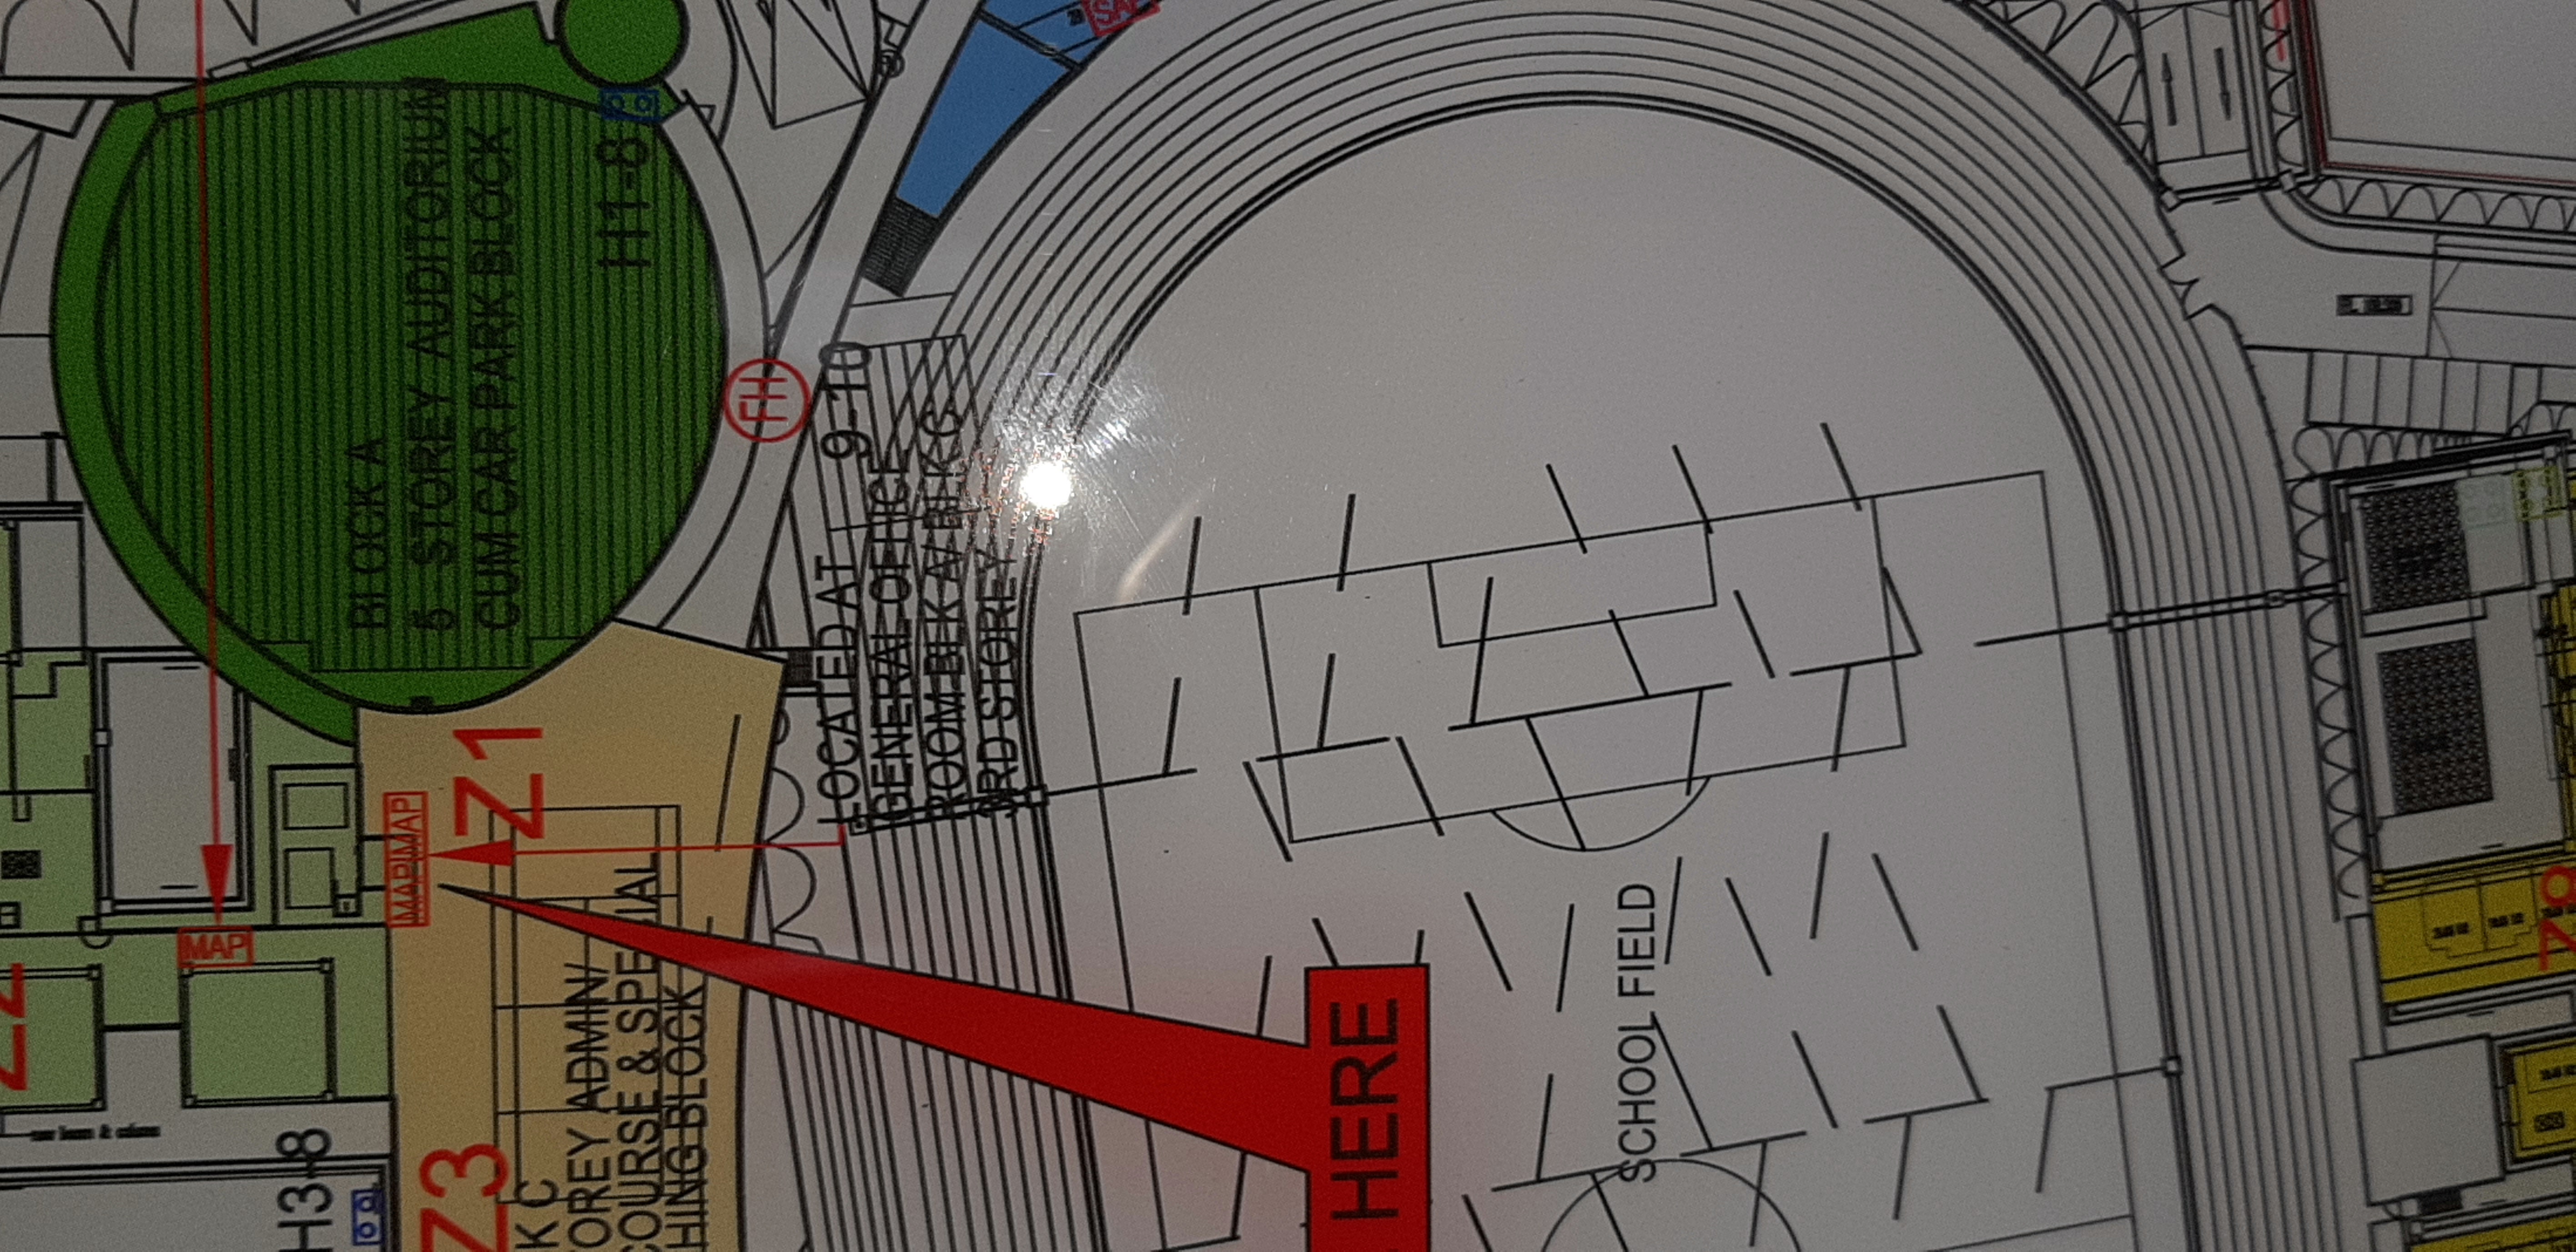 Z2
MAP
H3-8
MAP MAP
Z3
Z1
BLOCK A
5 STOREY AUDITORIUM
CUM CAR PARK BLOCK
K C
OREY ADMIN/
COURSE & SPECIAL
HING BLOCK
H1-8
FH
LOCATED AT
GENERAL OFFICE
ROOM BLK A/ BLK C
3RD STOREY
9-10
HERE
SCHOOL FIELD
Z8